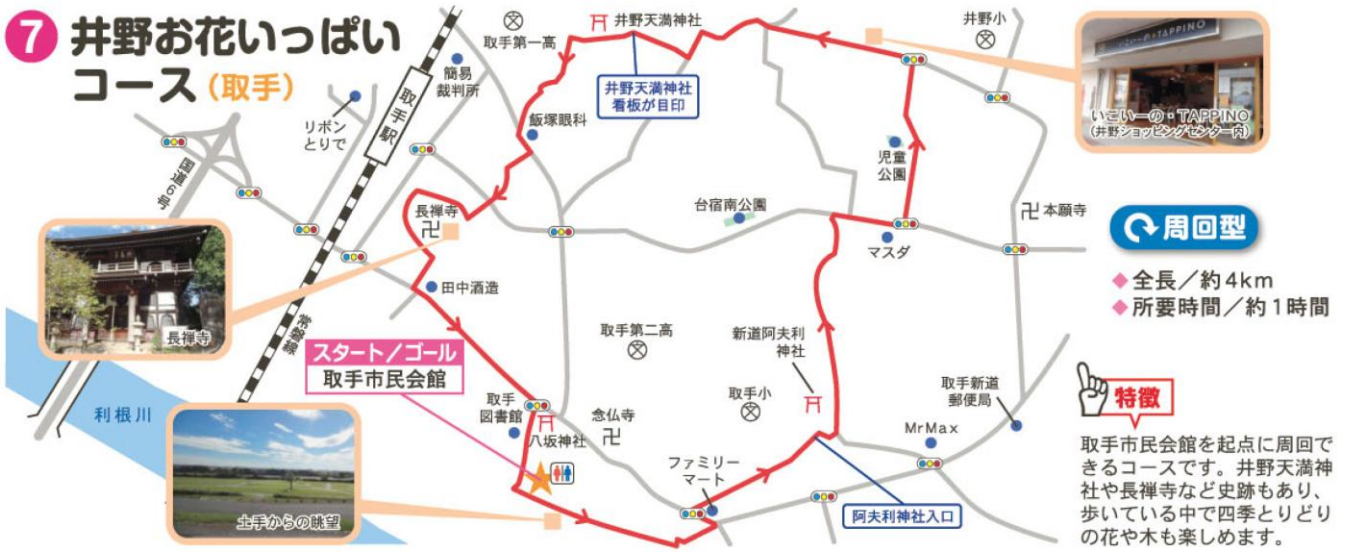 7 井野お花いっぱい
コース（取手）
取手第一高
井野天満神社
井野小
いこいーの・TAPPINO
いこいーの・TAPPINO
（井野ショッピングセンター内）
簡易
裁判所
井野天満神社
看板が目印
取手駅
リボン
とりで
飯塚眼科
国道6号
児童
公園
長禅寺
台宿南公園
本願寺
マスダ
周回型
◆全長／約4km
◆所要時間／約1時間
田中酒造
長禅寺
常磐線
スタート／ゴール
取手市民会館
取手第二高
新道阿夫利
神社
利根川
取手
図書館
八坂神社
念仏寺
取手小
取手新道
郵便局
MrMax
ファミリー
マート
阿夫利神社入口
土手からの眺望
特徴
取手市民会館を起点に周回で
きるコースです。井野天満神
社や長禅寺など史跡もあり、
歩いている中で四季とりどり
の花や木も楽しめます。